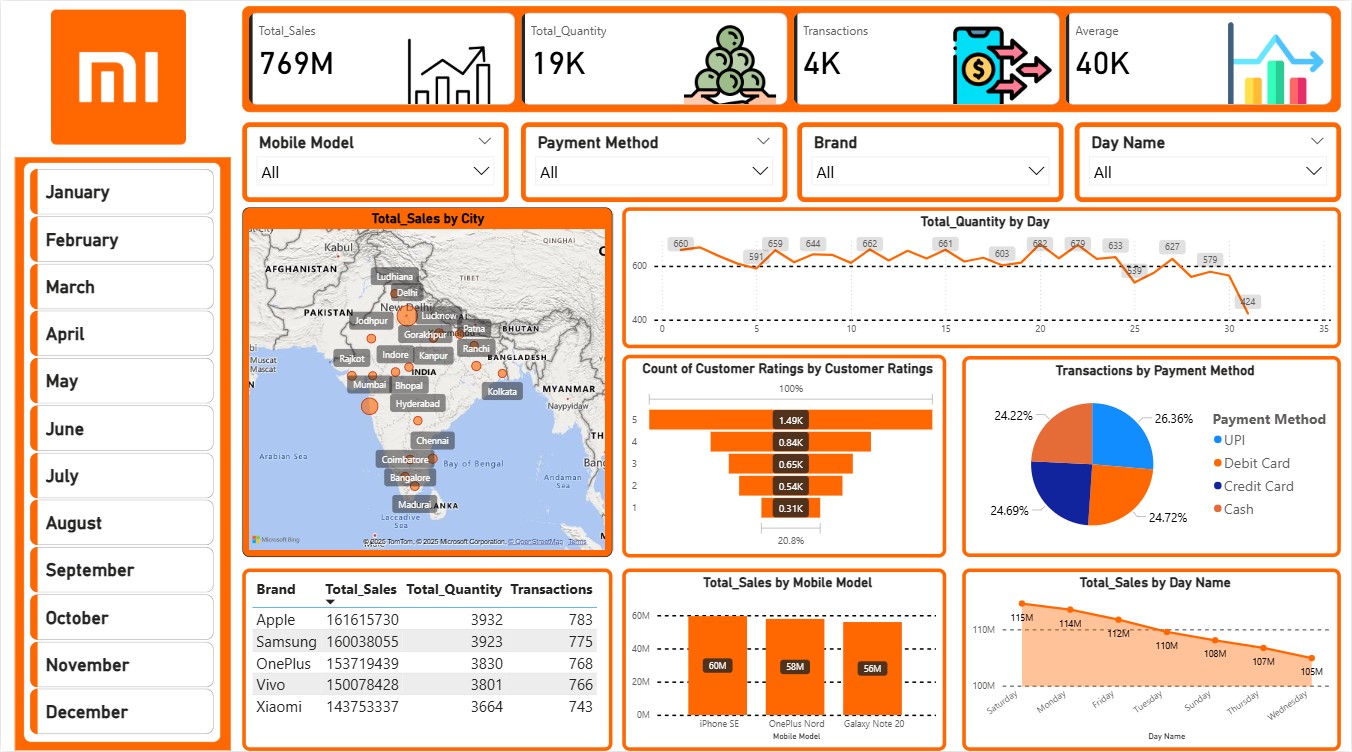 mi
Total_Sales
769M
Total_Quantity
19K
Transactions
4K
Average
40K
Mobile Model
All
Payment Method
All
Brand
All
Day Name
All
January
February
March
April
May
June
July
August
September
October
November
December
Total_Sales by City
QINGHAI
Kabul
AFGHANISTAN
TIBET
Ludhiana
Delhi
New Delhi
PAKISTAN
Jodhpur
Lucknow
Patna
BHUTAN
Gorakhpur
Rajkot
Indore
Kanpur
Ranchi
BANGLADESH
Muscat
Muscat
INDIA
Mumbai
Bhopal
Kolkata
MYANMAR
Hyderabad
Naypyidaw
Chennai
Arabian Sea
Coimbatore
Bay of Bengal
Bangalore
Andaman
Sea
Madurai
ANKA
Laccadive
Sea
Microsoft Bing
© 2025 TomTom, © 2025 Microsoft Corporation, © OpenStreetMap Terms
Total_Quantity by Day
660
591
659
644
662
661
603
682
679
633
539
627
579
424
600
400
0 5 10 15 20 25 30 35
Count of Customer Ratings by Customer Ratings
100%
5 1.49K
4 0.84K
3 0.65K
2 0.54K
1 0.31K
20.8%
Transactions by Payment Method
24.22%
26.36%
24.69%
24.72%
Payment Method
UPI
Debit Card
Credit Card
Cash
Brand Total_Sales Total_Quantity Transactions
Apple 161615730 3932 783
Samsung 160038055 3923 775
OnePlus 153719439 3830 768
Vivo 150078428 3801 766
Xiaomi 143753337 3664 743
Total_Sales by Mobile Model
60M
40M
20M
0M
60M
58M
56M
iPhone SE OnePlus Nord Galaxy Note 20
Mobile Model
Total_Sales by Day Name
110M
100M
115M
114M
112M
110M
108M
107M
105M
Saturday Monday Friday Tuesday Sunday Thursday Wednesday
Day Name